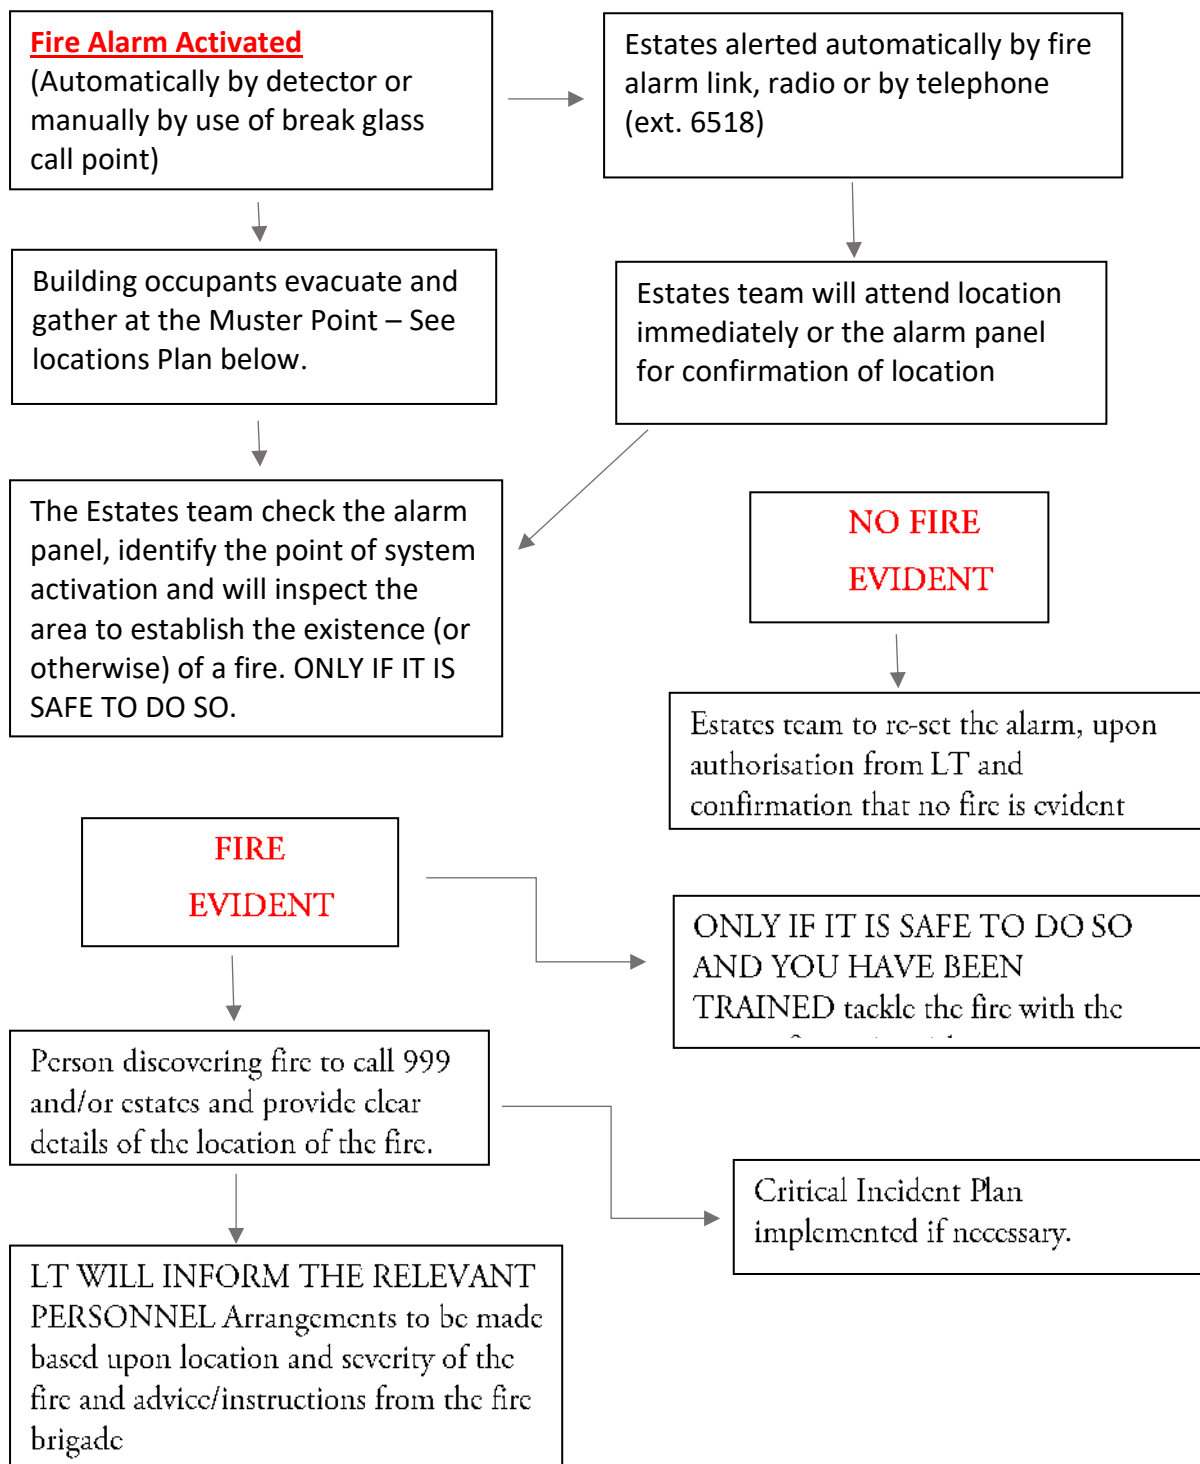 Fire Alarm Activated
(Automatically by detector or
manually by use of break glass
call point)
Estates alerted automatically by fire
alarm link, radio or by telephone
(ext. 6518)
Building occupants evacuate and
gather at the Muster Point – See
locations Plan below.
Estates team will attend location
immediately or the alarm panel
for confirmation of location
The Estates team check the alarm
panel, identify the point of system
activation and will inspect the
area to establish the existence (or
otherwise) of a fire. ONLY IF IT IS
SAFE TO DO SO.
NO FIRE
EVIDENT
Estates team to re-set the alarm, upon
authorisation from LT and
confirmation that no fire is evident
FIRE
EVIDENT
ONLY IF IT IS SAFE TO DO SO
AND YOU HAVE BEEN
TRAINED tackle the fire with the
Person discovering fire to call 999
and/or estates and provide clear
details of the location of the fire.
Critical Incident Plan
implemented if necessary.
LT WILL INFORM THE RELEVANT
PERSONNEL Arrangements to be made
based upon location and severity of the
fire and advice/instructions from the fire
brigade